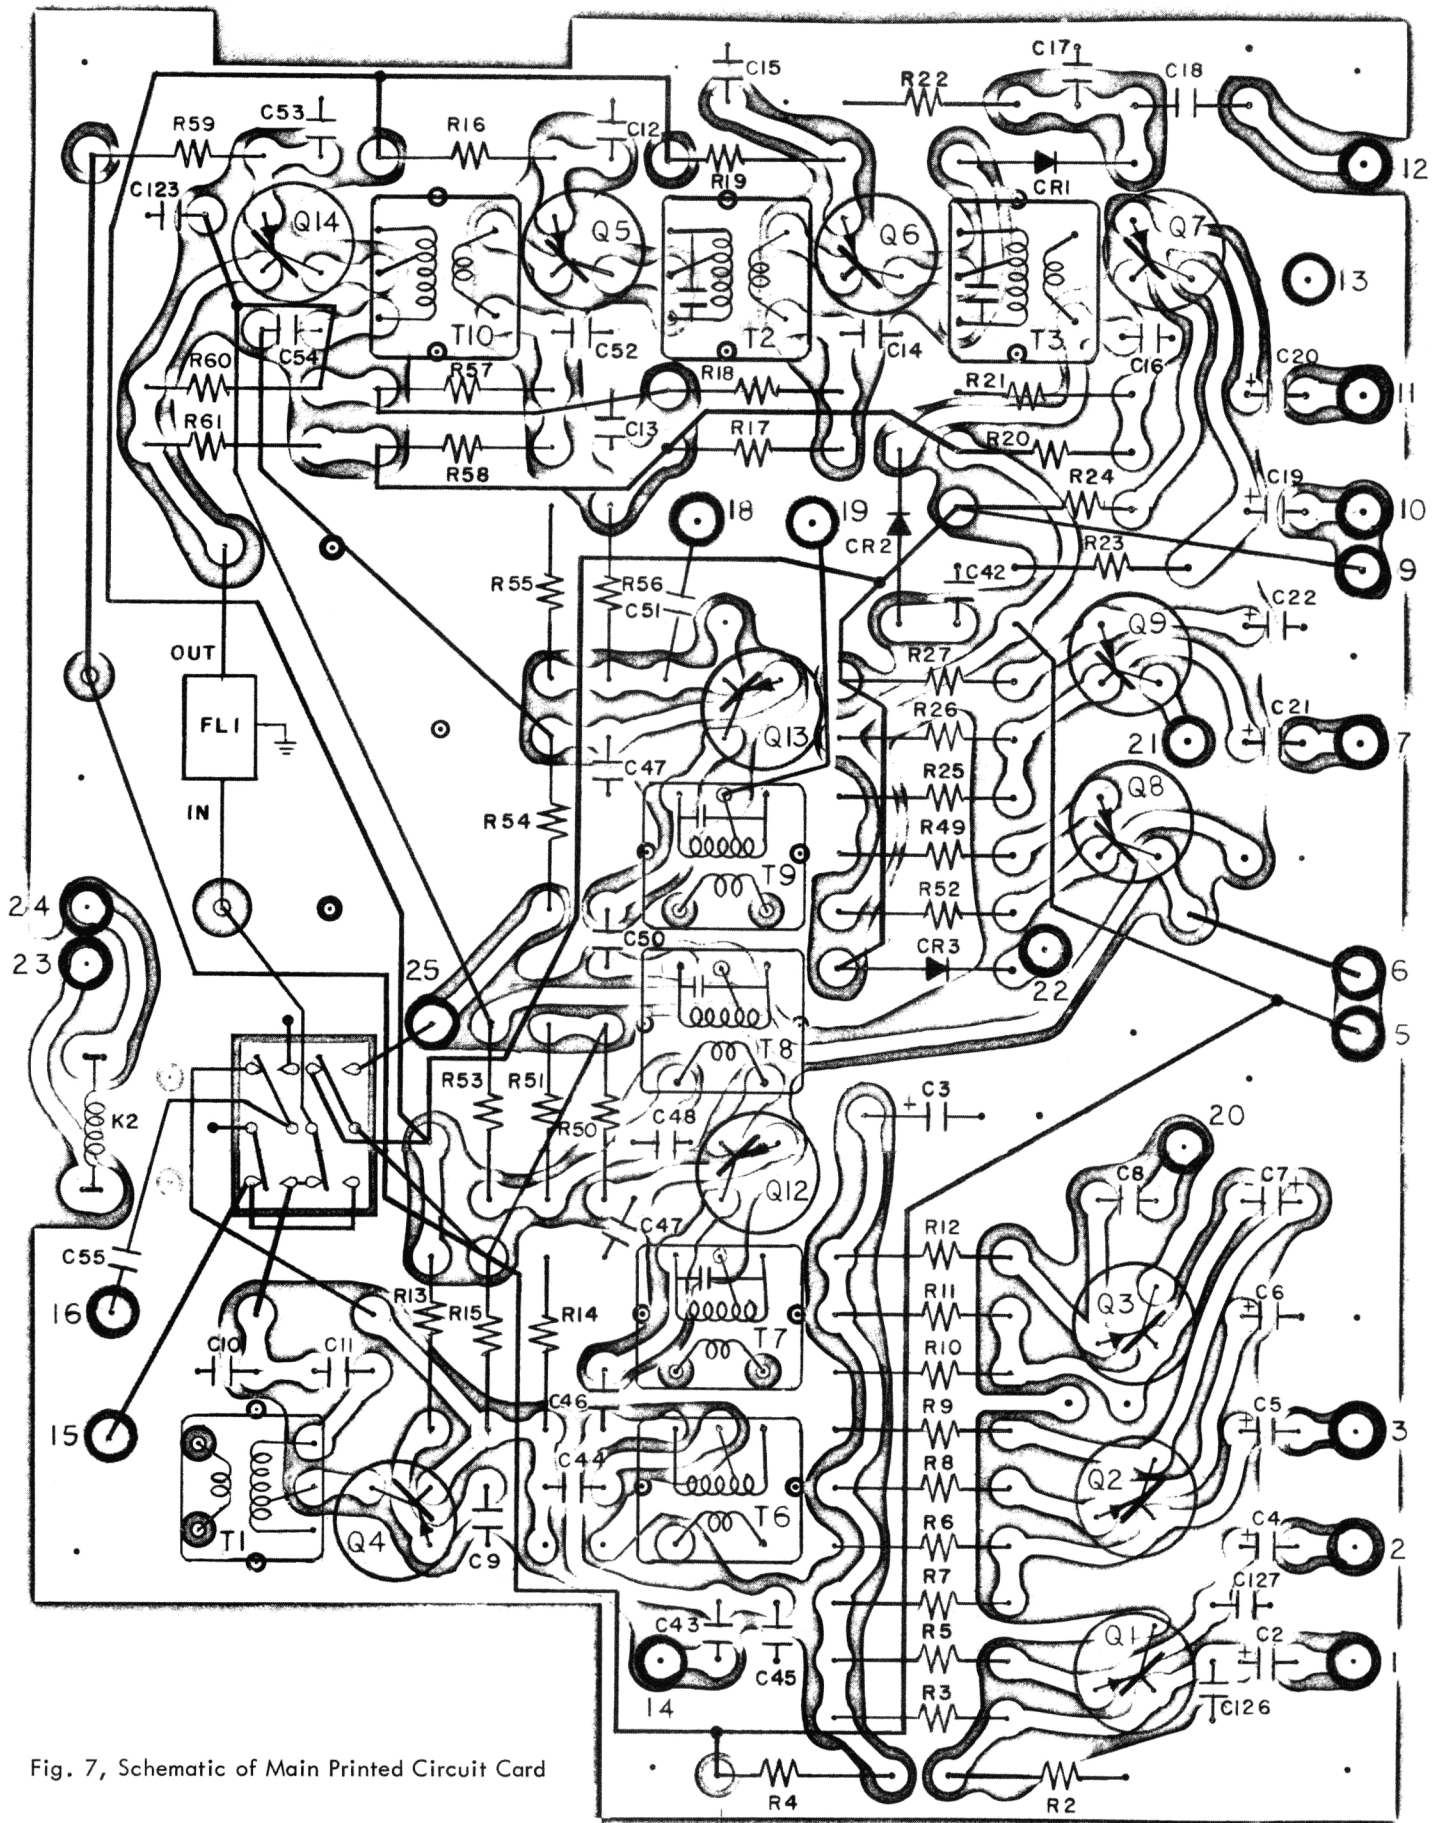 C15
C17
R22
C18
C53
R59
R16
C12
R19
CR1
12
C123
Q14
Q5
Q6
Q7
13
T10
T2
T3
C54
C52
C14
C16
C20
R60
R57
R18
R21
11
R61
C13
R17
R20
R58
R24
C19
18
19
10
CR2
R23
9
R55
R56
C42
C51
C22
Q9
OUT
R27
FL1
R26
C21
Q13
21
7
C47
R25
Q8
IN
R54
R49
T9
R52
24
C50
CR3
23
25
22
6
T8
5
R53
R51
C3
K2
R50
C48
20
C8
C7
Q12
C47
R12
C55
R13
R15
R14
R11
Q3
C6
16
T7
C10
C11
R10
C46
R9
C5
3
15
C44
R8
Q2
T6
T1
Q4
C9
R6
C4
2
R7
C127
C43
R5
Q1
C2
1
C45
14
R3
C126
R4
R2
Fig. 7, Schematic of Main Printed Circuit Card